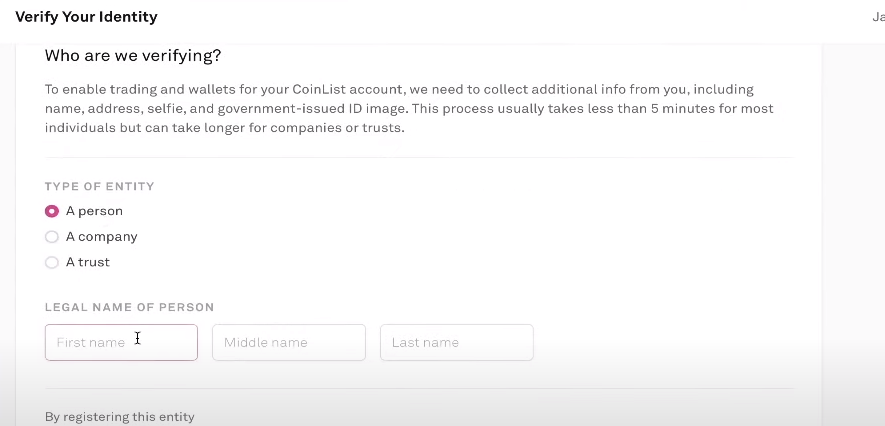 Verify Your Identity
Ja
Who are we verifying?
To enable trading and wallets for your CoinList account, we need to collect additional info from you, including
name, address, selfie, and government-issued ID image. This process usually takes less than 5 minutes for most
individuals but can take longer for companies or trusts.
TYPE OF ENTITY
A person
A company
A trust
LEGAL NAME OF PERSON
First name Middle name Last name
By registering this entity